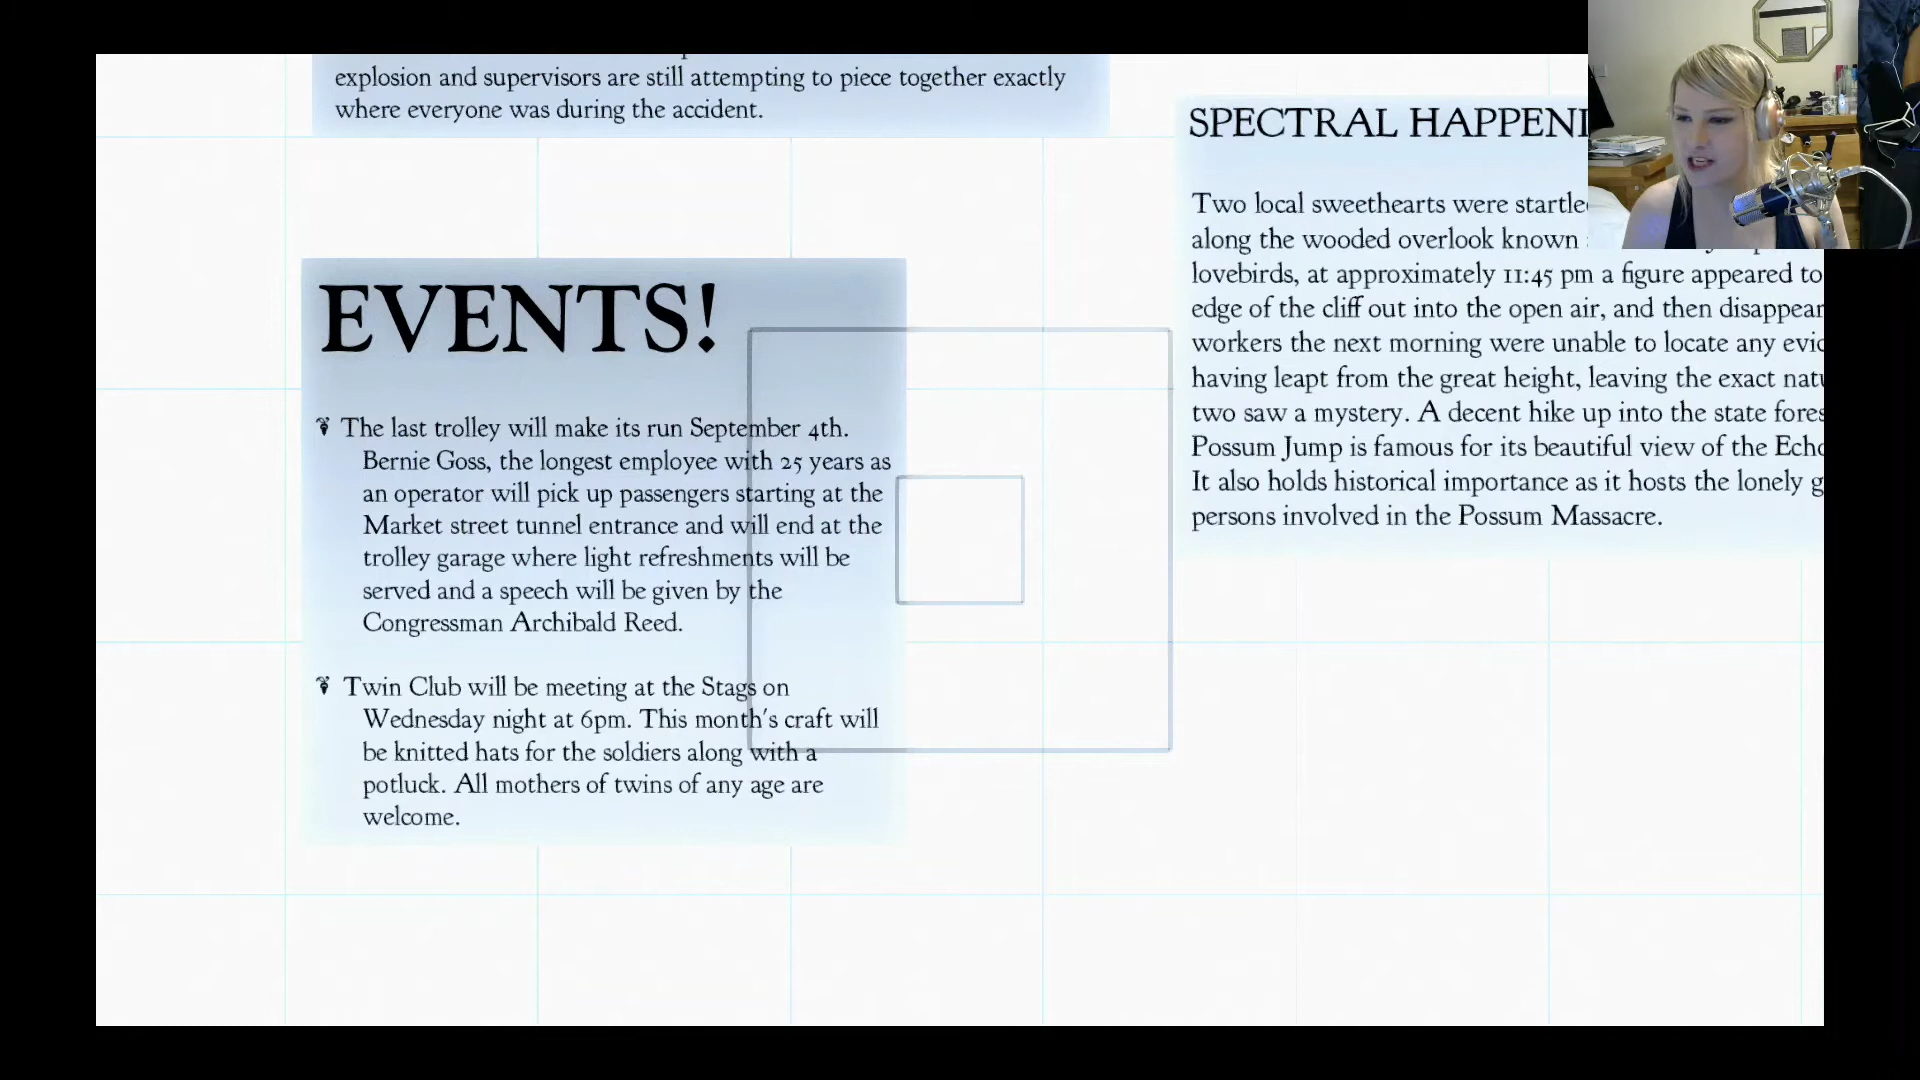 explosion and supervisors are still attempting to piece together exactly
where everyone was during the accident.
EVENTS!
The last trolley will make its run September 4th.
Bernie Goss, the longest employee with 25 years as
an operator will pick up passengers starting at the
Market street tunnel entrance and will end at the
trolley garage where light refreshments will be
served and a speech will be given by the
Congressman Archibald Reed.
Twin Club will be meeting at the Stags on
Wednesday night at 6pm. This month's craft will
be knitted hats for the soldiers along with a
potluck. All mothers of twins of any age are
welcome.
SPECTRAL
Two local sweethearts were
along the wooded overlook known
lovebirds, at approximately 11:45 pm a figure appeared to
edge of the cliff out into the open air, and then
workers the next morning were unable to locate any
having leapt from the great height, leaving the exact
two saw a mystery. A decent hike up into the state
Possum Jump is famous for its beautiful view of the
It also holds historical importance as it hosts the lonely
persons involved in the Possum Massacre.